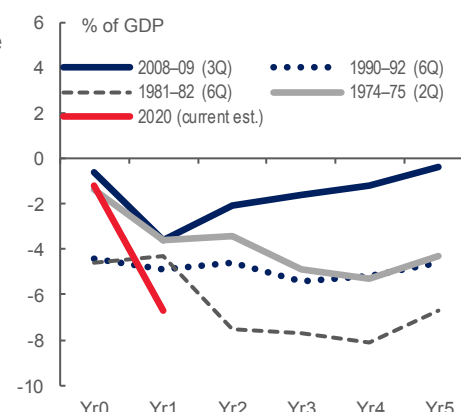 6
% of GDP
e
4
2008–09 (3Q)
1990–92 (6Q)
1981–82 (6Q)
1974–75 (2Q)
2
2020 (current est.)
0
-2
-4
-6
-8
-10
Yr0 Yr1 Yr2 Yr3 Yr4 Yr5